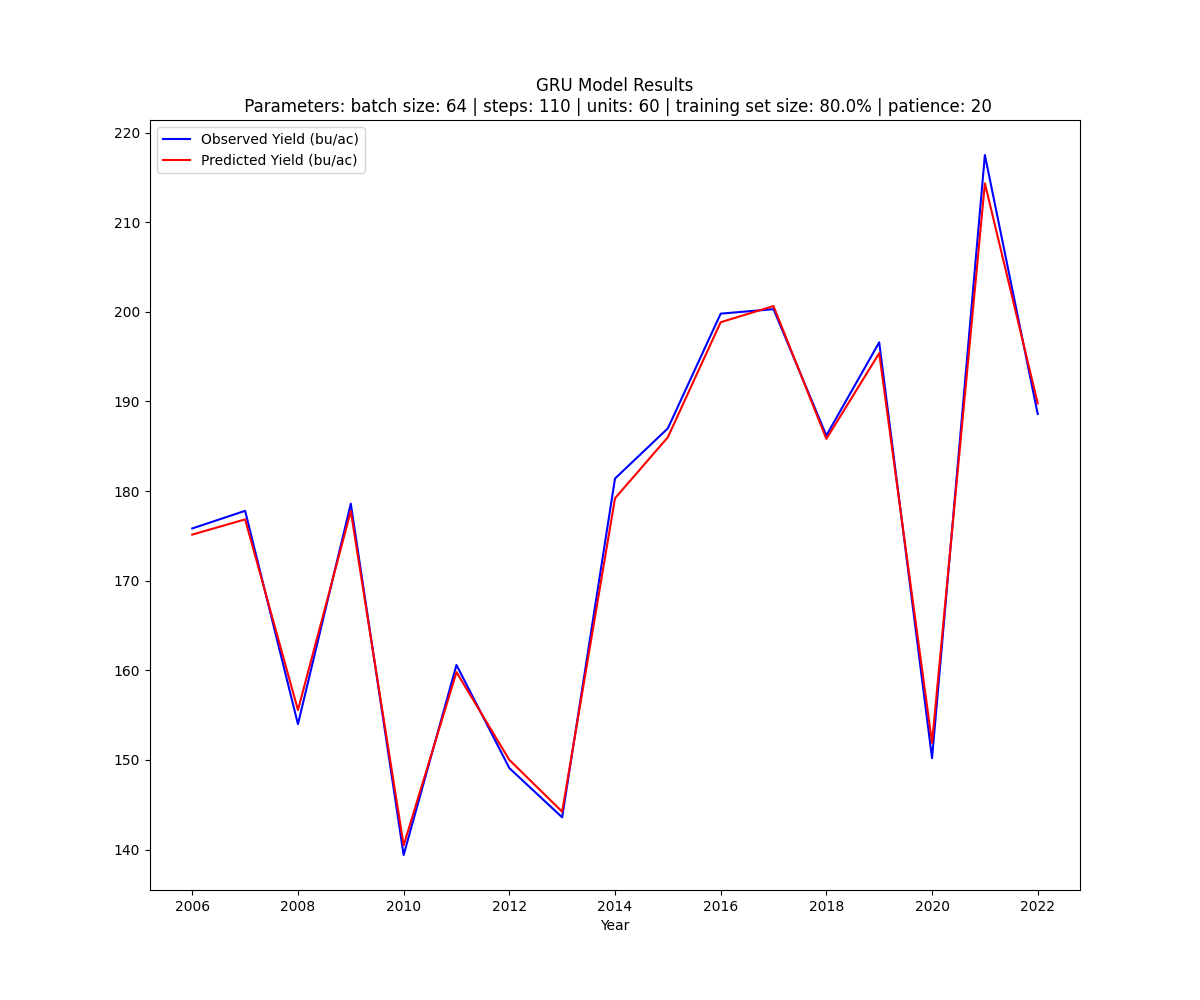 GRU Model Results
Parameters: batch size: 64 | steps: 110 | units: 60 | training set size: 80.0% | patience: 20
Observed Yield (bu/ac)
Predicted Yield (bu/ac)
220
210
200
190
180
170
160
150
140
2006 2008 2010 2012 2014 2016 2018 2020 2022
Year